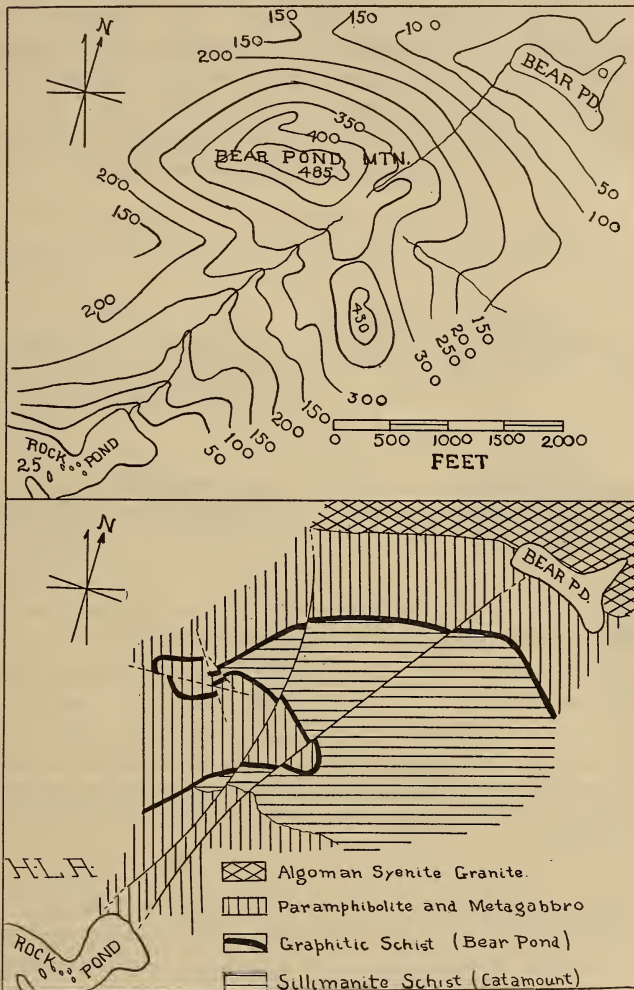 150
150
100
N
200
BEAR PD.
350
400
BEAR POND MTN.
485
200
150
50
100
200
430
150
200
250
300
300
150
200
150
100
50
0 500 1000 1500 2000
FEET
ROCK
25 POND
N
BEAR PD.
H.L.A.
Algoman Syenite Granite.
Paramphibolite and Metagabbro
Graphitic Schist (Bear Pond)
Sillimanite Schist (Catamount)
ROCK
POND